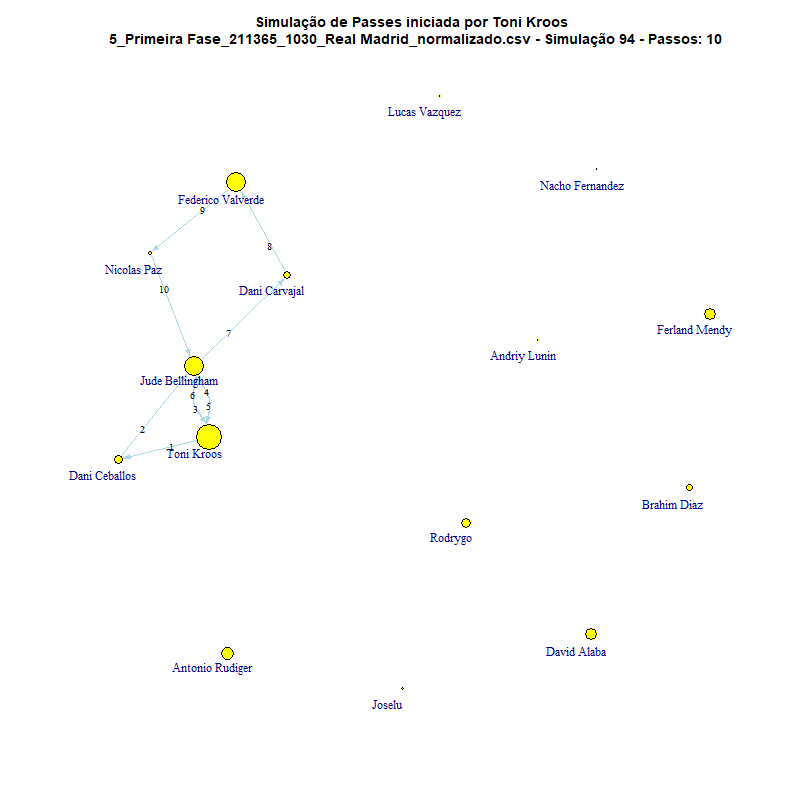 Simulação de Passes iniciada por Toni Kroos
5_Primeira Fase_211365_1030_Real Madrid_normalizado.csv - Simulação 94 - Passos: 10
Lucas Vazquez
Nacho Fernandez
Federico Valverde
9
8
Nicolas Paz
Dani Carvajal
10
Ferland Mendy
7
Andriy Lunin
Jude Bellingham
4
6
5
3
2
1
Toni Kroos
Dani Ceballos
Brahim Diaz
Rodrygo
David Alaba
Antonio Rudiger
Joselu